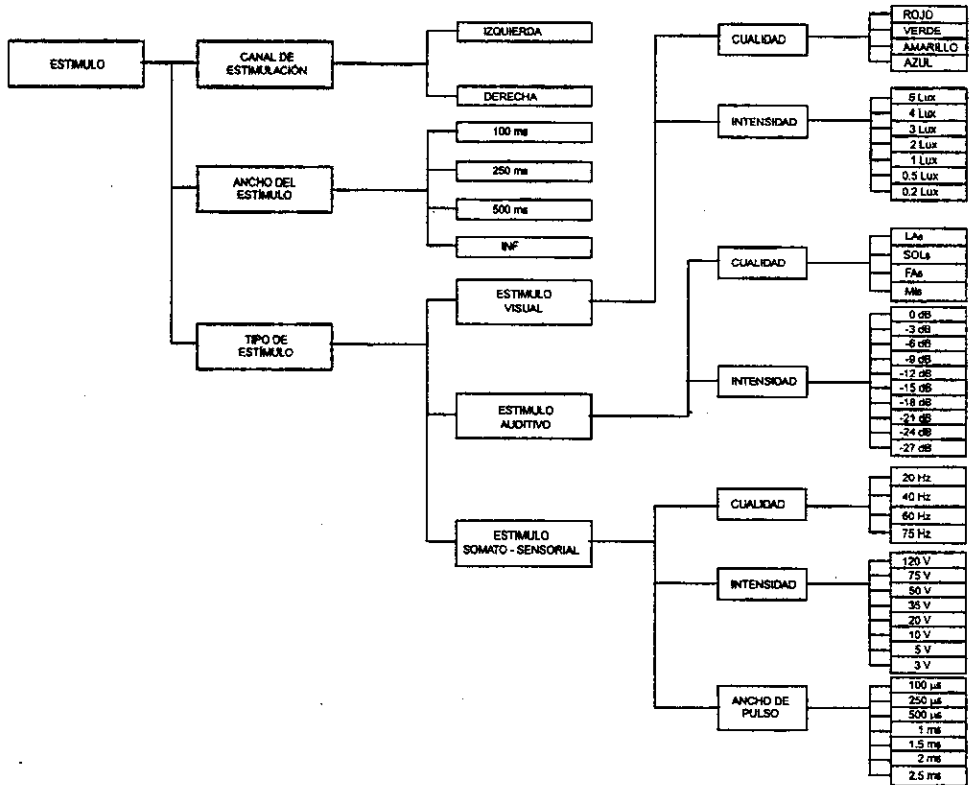 ESTIMULO
CANAL DE
ESTIMULACIÓN
IZQUIERDA
DERECHA
ANCHO DEL
ESTÍMULO
100 ms
250 ms
500 ms
INF
TIPO DE
ESTÍMULO
ESTIMULO
VISUAL
CUALIDAD
ROJO
VERDE
AMARILLO
AZUL
INTENSIDAD
5 Lux
4 Lux
3 Lux
2 Lux
1 Lux
0.5 Lux
0.2 Lux
ESTIMULO
AUDITIVO
CUALIDAD
LAs
SOLs
FAs
MIs
INTENSIDAD
0 dB
-3 dB
-6 dB
-9 dB
-12 dB
-15 dB
-18 dB
-21 dB
-24 dB
-27 dB
ESTIMULO
SOMATO - SENSORIAL
CUALIDAD
20 Hz
40 Hz
60 Hz
75 Hz
INTENSIDAD
120 V
75 V
50 V
35 V
20 V
10 V
5 V
3 V
ANCHO DE
PULSO
100 µs
250 µs
500 µs
1 ms
1.5 ms
2 ms
2.5 ms